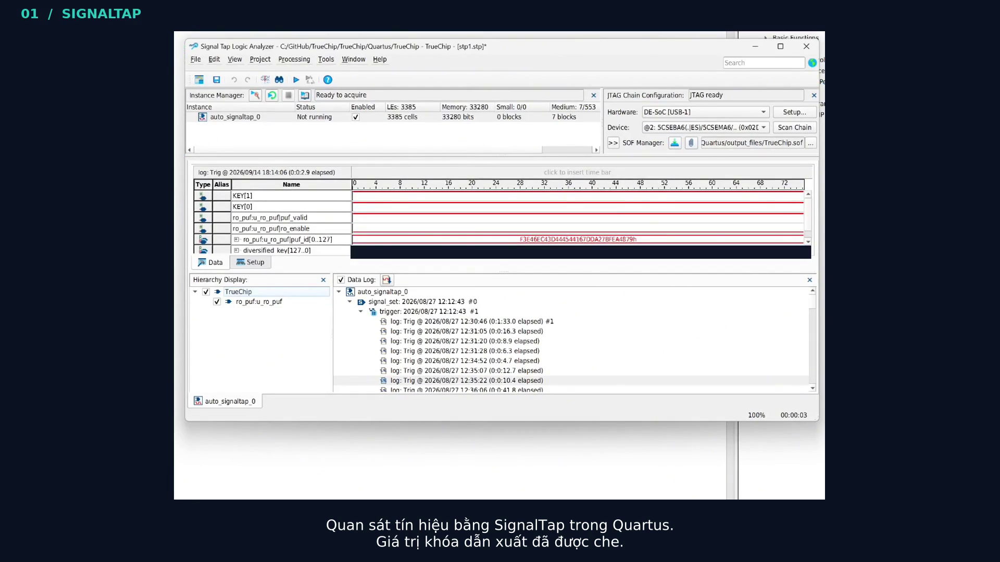 01 / SIGNALTAP
Basic Functions
Signal Tap Logic Analyzer - C:/GitHub/TrueChip/TrueChip/Quartus/TrueChip - TrueChip - [stp1.stp]*
File Edit View Project Processing Tools Window Help
Search
Instance Manager: Ready to acquire
JTAG Chain Configuration: JTAG ready
Instance Status Enabled LEs: 3385 Memory: 33280 Small: 0/0 Medium: 7/553
auto_signaltap_0 Not running 3385 cells 33280 bits 0 blocks 7 blocks
Hardware: DE-SoC [USB-1] Setup...
Device: @2: 5CSEBA6(.|ES)/5CSEMA6/.. (0x02D Scan Chain
>> SOF Manager: Quartus/output_files/TrueChip.sof ...
log: Trig @ 2026/09/14 18:14:06 (0:0:2.9 elapsed) click to insert time bar
Type Alias Name 0 4 8 12 16 20 24 28 32 36 40 44 48 52 56 60 64 68 72
KEY[1]
KEY[0]
ro_puf:u_ro_puf|puf_valid
ro_puf:u_ro_puf|ro_enable
ro_puf:u_ro_puf|puf_id[0..127] F3E46EC43D444544167DDA27BFEA4879h
diversified_key[127..0]
Data Setup
Hierarchy Display:
TrueChip
ro_puf:u_ro_puf
Data Log:
auto_signaltap_0
signal_set: 2026/08/27 12:12:43 #0
trigger: 2026/08/27 12:12:43 #1
log: Trig @ 2026/08/27 12:30:46 (0:1:33.0 elapsed) #1
log: Trig @ 2026/08/27 12:31:05 (0:0:16.3 elapsed)
log: Trig @ 2026/08/27 12:31:20 (0:0:8.9 elapsed)
log: Trig @ 2026/08/27 12:31:28 (0:0:6.3 elapsed)
log: Trig @ 2026/08/27 12:34:52 (0:0:4.7 elapsed)
log: Trig @ 2026/08/27 12:35:07 (0:0:12.7 elapsed)
log: Trig @ 2026/08/27 12:35:22 (0:0:10.4 elapsed)
log: Trig @ 2026/08/27 12:36:06 (0:0:41.8 elapsed)
auto_signaltap_0
100% 00:00:03
Quan sát tín hiệu bằng SignalTap trong Quartus.
Giá trị khóa dẫn xuất đã được che.